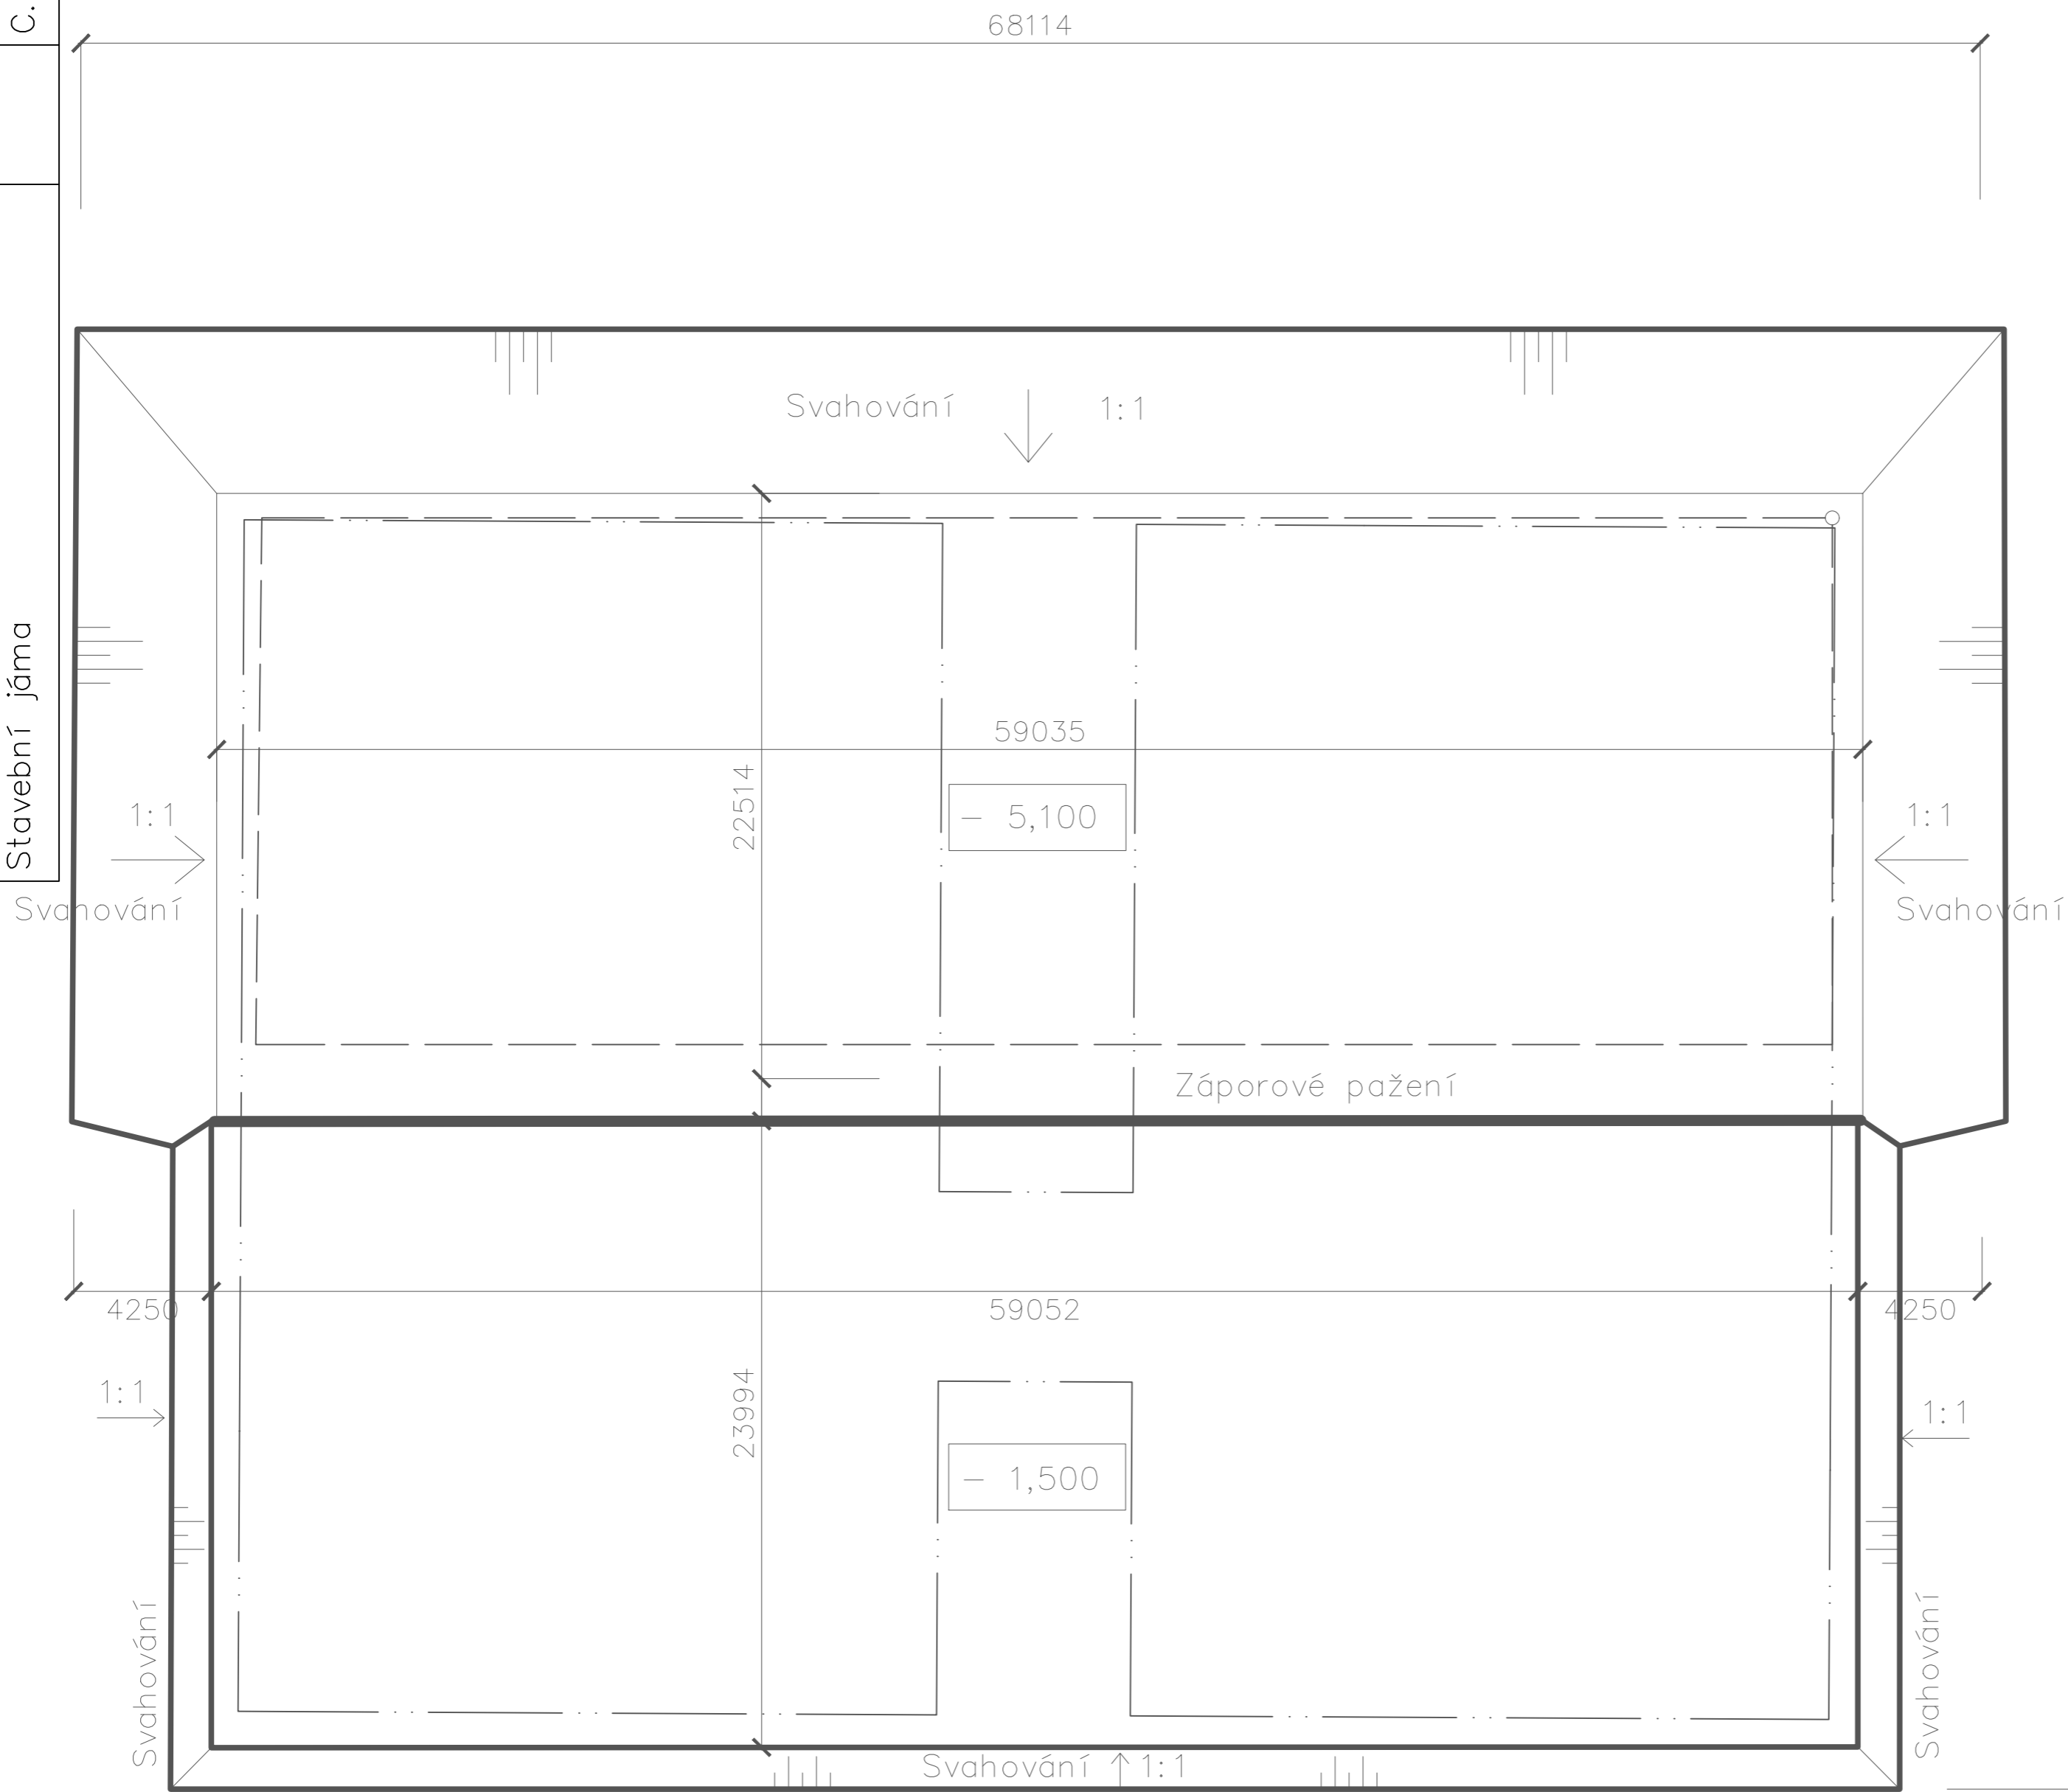 C.
Stavební jáma
68114
Svahování 1:1
59035
22514
- 5,100
1:1
Svahování
1:1
Svahování
Záporové pažení
4250
59052
4250
23994
1:1
1:1
- 1,500
Svahování
Svahování
Svahování 1:1